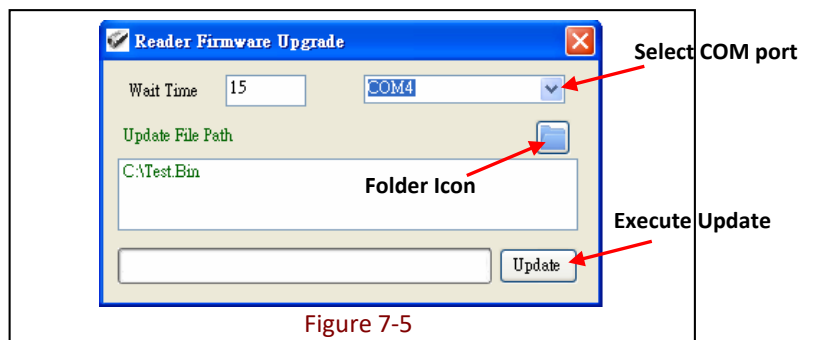 Reader Firmware Upgrade
Select COM port
Wait Time 15 COM4
Update File Path
C:\Test.Bin
Folder Icon
Execute Update
Update
Figure 7-5